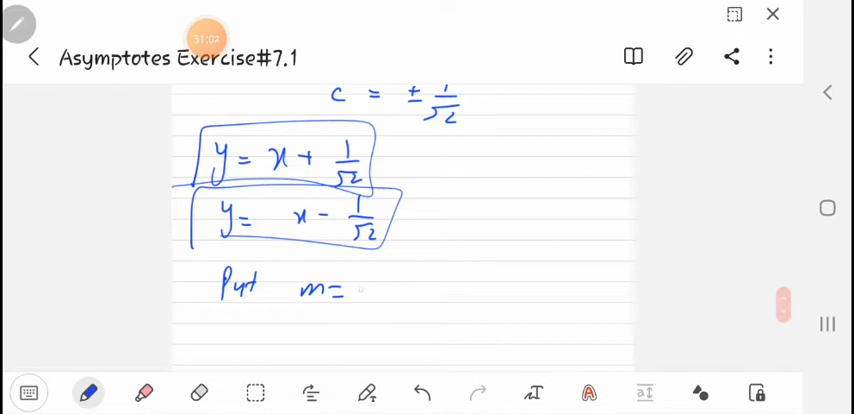 31:02
Asymptotes Exercise#7.1
c = ± 1/√2
y = x + 1/√2
y = x - 1/√2
Put m =